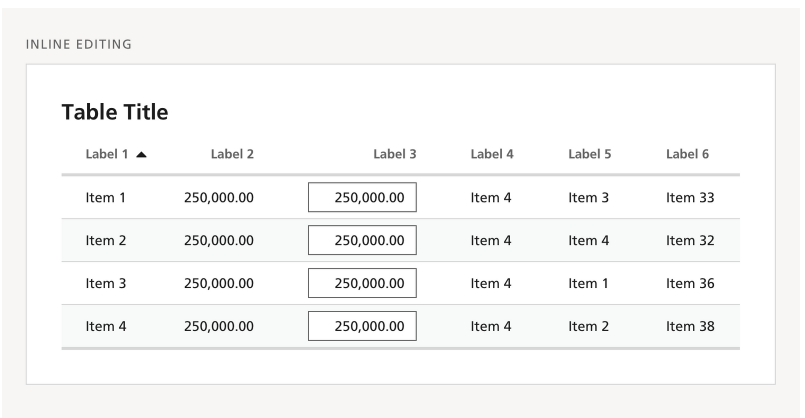 INLINE EDITING
Table Title
Label 1 Label 2 Label 3 Label 4 Label 5 Label 6
Item 1 250,000.00 250,000.00 Item 4 Item 3 Item 33
Item 2 250,000.00 250,000.00 Item 4 Item 4 Item 32
Item 3 250,000.00 250,000.00 Item 4 Item 1 Item 36
Item 4 250,000.00 250,000.00 Item 4 Item 2 Item 38